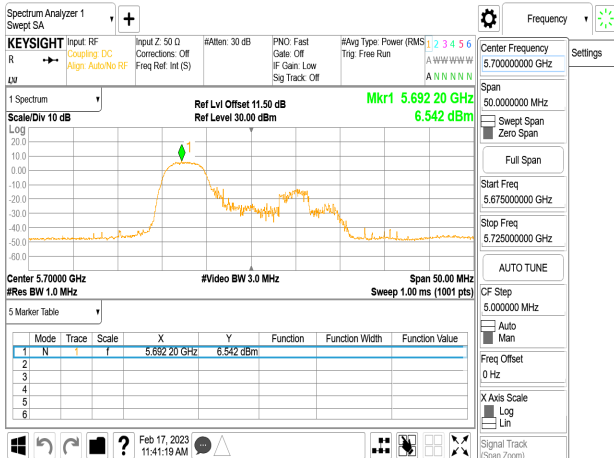 Spectrum Analyzer 1
Swept SA
+
Frequency
KEYSIGHT
R
Input: RF
Coupling: DC
Align: Auto/No RF
Input Z: 50 Ω
Corrections: Off
Freq Ref: Int (S)
#Atten: 30 dB
PNO: Fast
Gate: Off
IF Gain: Low
Sig Track: Off
#Avg Type: Power (RMS
Trig: Free Run
1 2 3 4 5 6
A W W W W W
A N N N N N
LXI
1 Spectrum
Scale/Div 10 dB
Ref Lvl Offset 11.50 dB
Ref Level 30.00 dBm
Mkr1 5.692 20 GHz
6.542 dBm
Log
20.0
10.0
0.00
-10.0
-20.0
-30.0
-40.0
-50.0
-60.0
1
Center 5.70000 GHz
#Res BW 1.0 MHz
#Video BW 3.0 MHz
Span 50.00 MHz
Sweep 1.00 ms (1001 pts)
5 Marker Table
Mode Trace Scale X Y Function Function Width Function Value
1 N 1 f 5.692 20 GHz 6.542 dBm
2
3
4
5
6
Feb 17, 2023
11:41:19 AM
?
Center Frequency
5.700000000 GHz
Settings
Span
50.0000000 MHz
Swept Span
Zero Span
Full Span
Start Freq
5.675000000 GHz
Stop Freq
5.725000000 GHz
AUTO TUNE
CF Step
5.000000 MHz
Auto
Man
Freq Offset
0 Hz
X Axis Scale
Log
Lin
Signal Track
(Span Zoom)